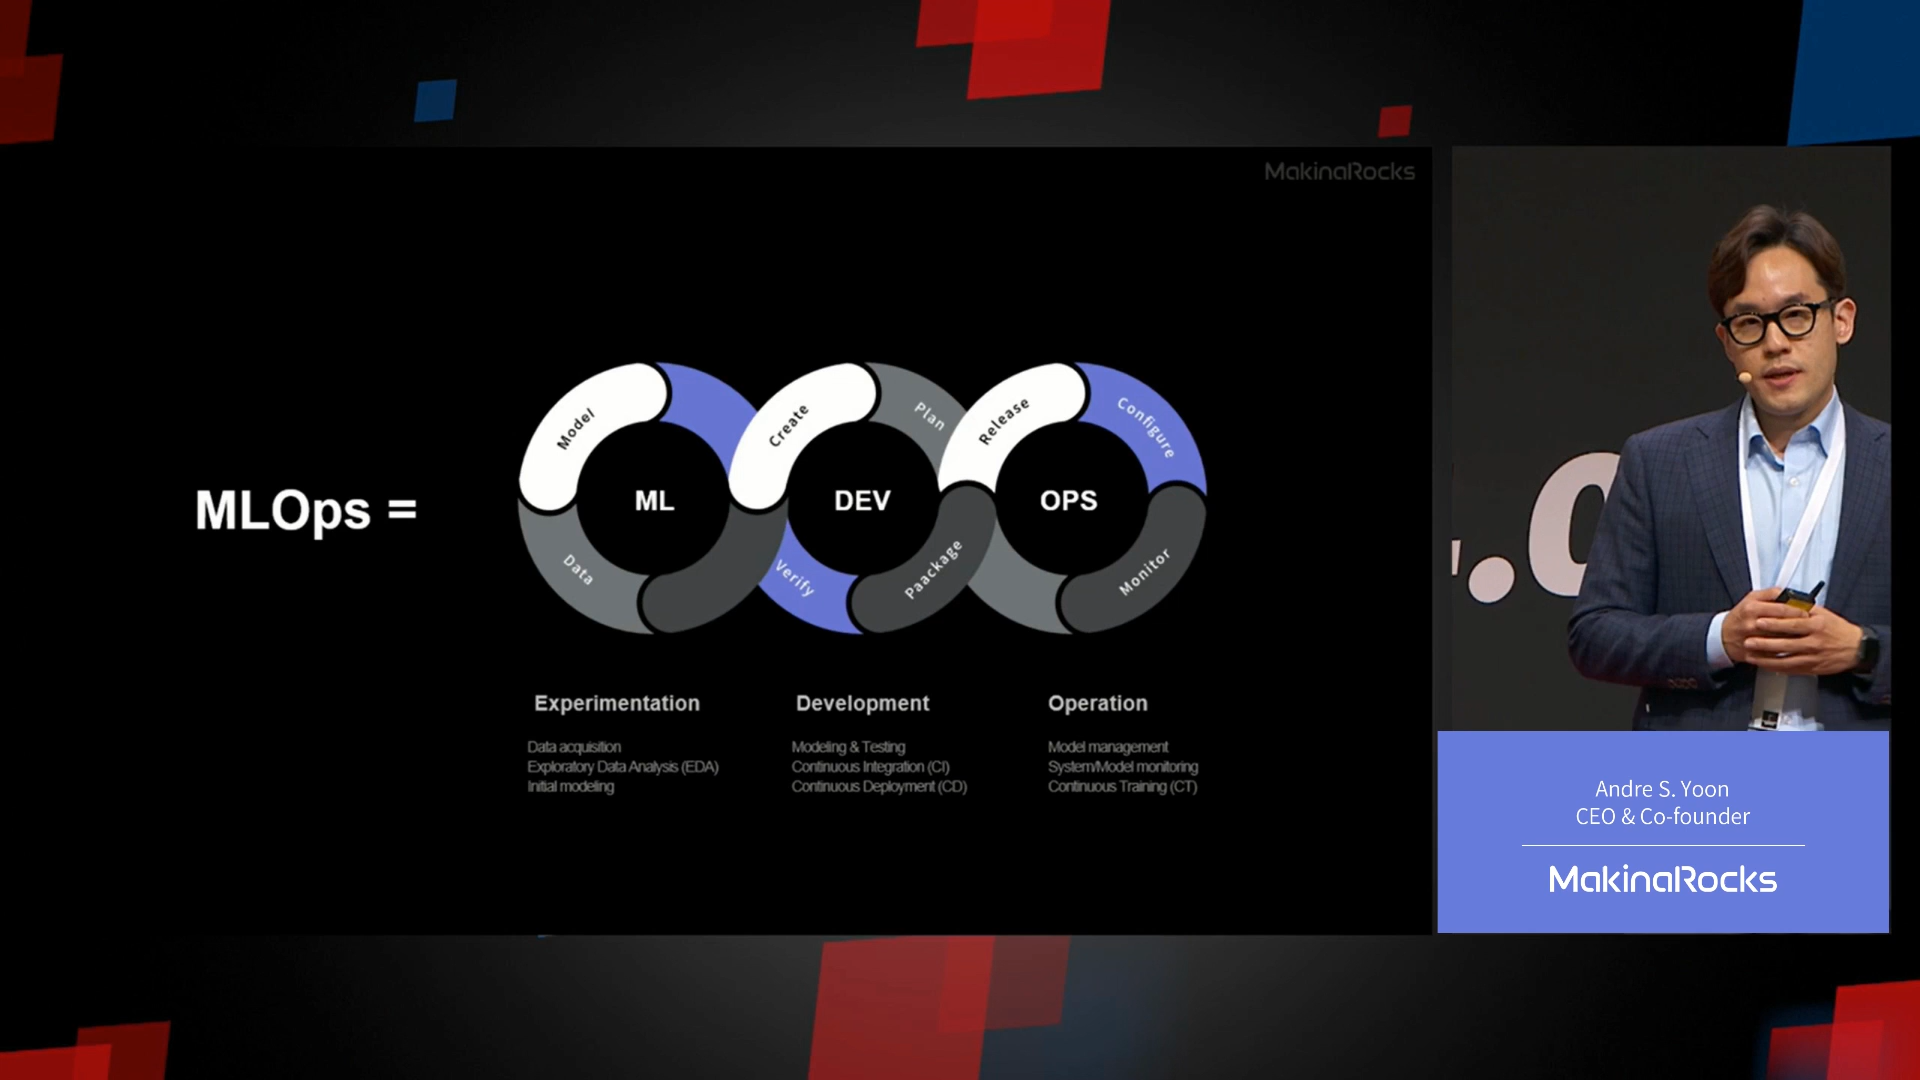 MakinaRocks
MLOps =
Model
Data
ML
Create
Plan
Verify
Paackage
DEV
Release
Configure
Monitor
OPS
Experimentation
Data acquisition
Exploratory Data Analysis (EDA)
Initial modeling
Development
Modeling & Testing
Continuous Integration (CI)
Continuous Deployment (CD)
Operation
Model management
System/Model monitoring
Continuous Training (CT)
Andre S. Yoon
CEO & Co-founder
MakinaRocks